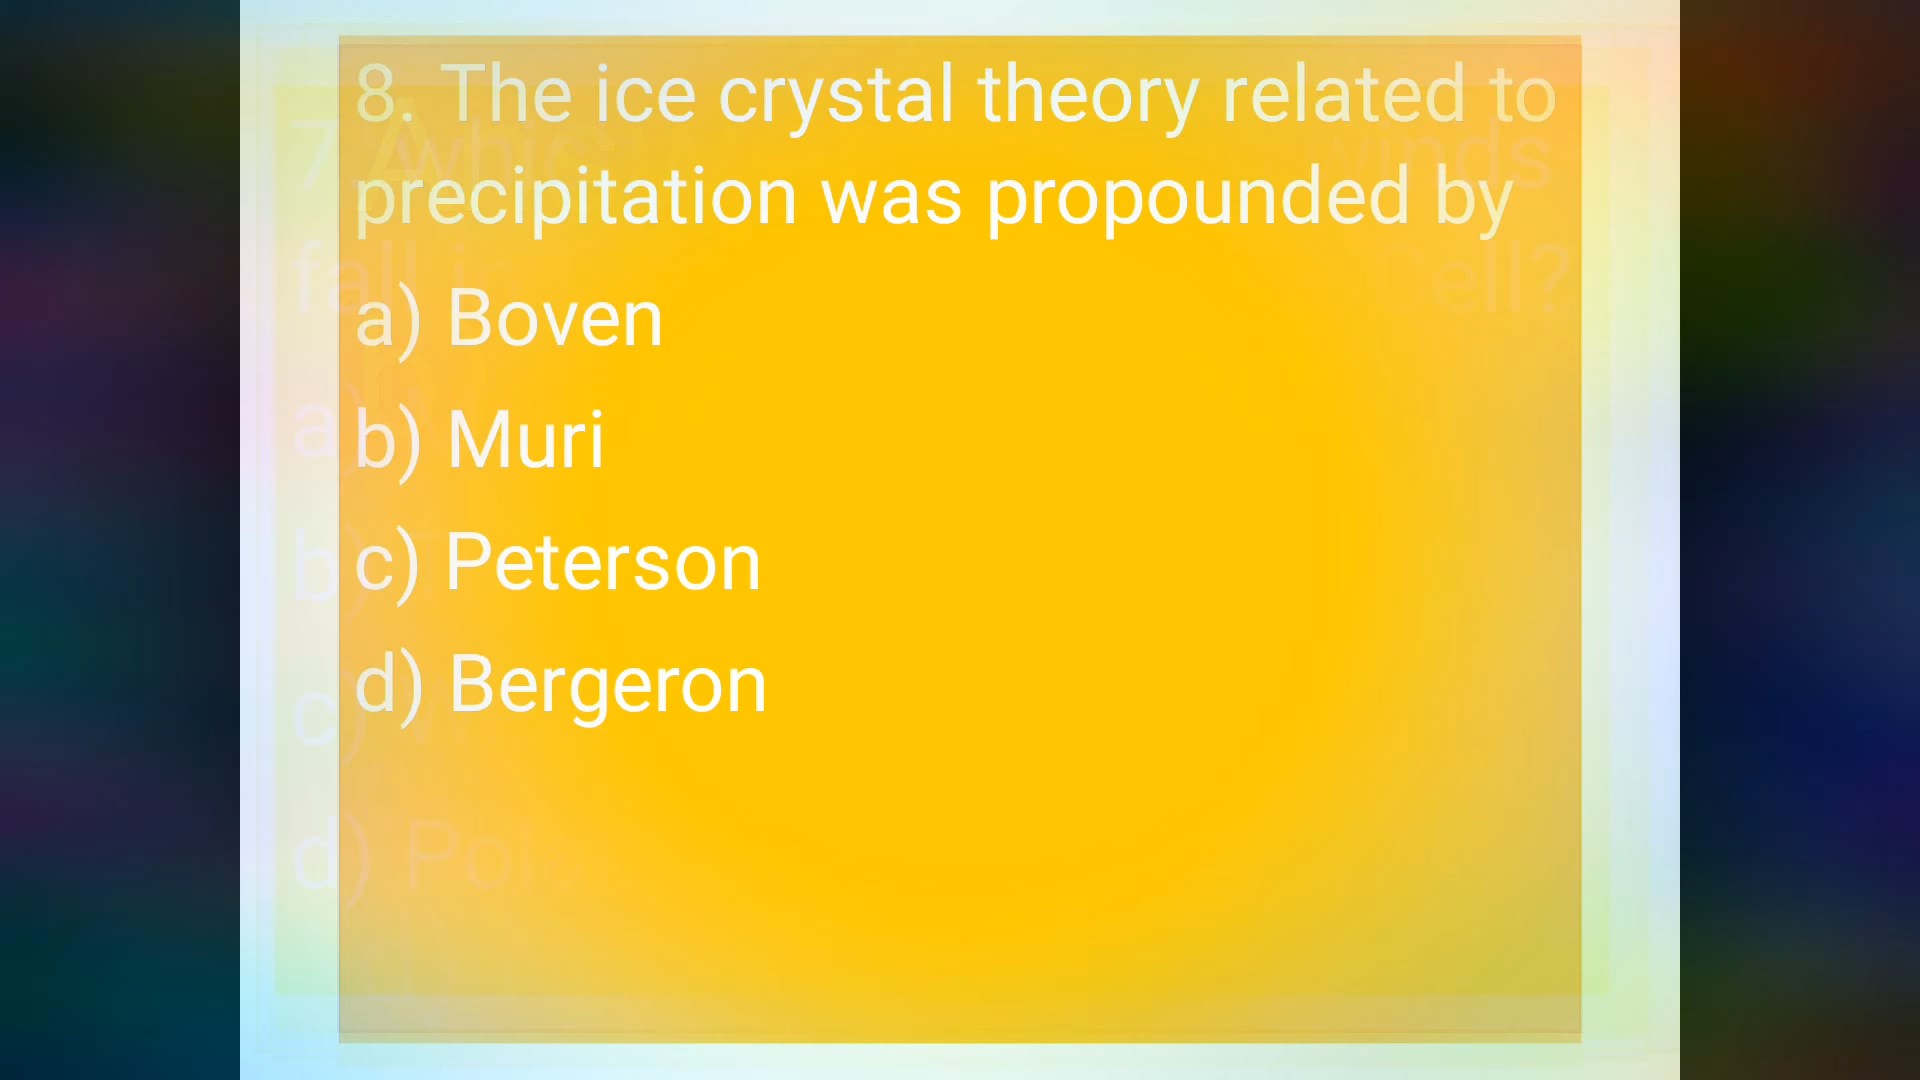 8. The ice crystal theory related to
precipitation was propounded by
a) Boven
b) Muri
c) Peterson
d) Bergeron